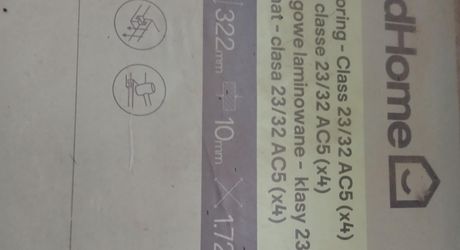 dHome
oring - Class 23/32 AC5 (x4)
classe 23/32 AC5 (x4)
gowe laminowane - klasy 23
nat - clasa 23/32 AC5 (x4)
322mm 10mm 1.72